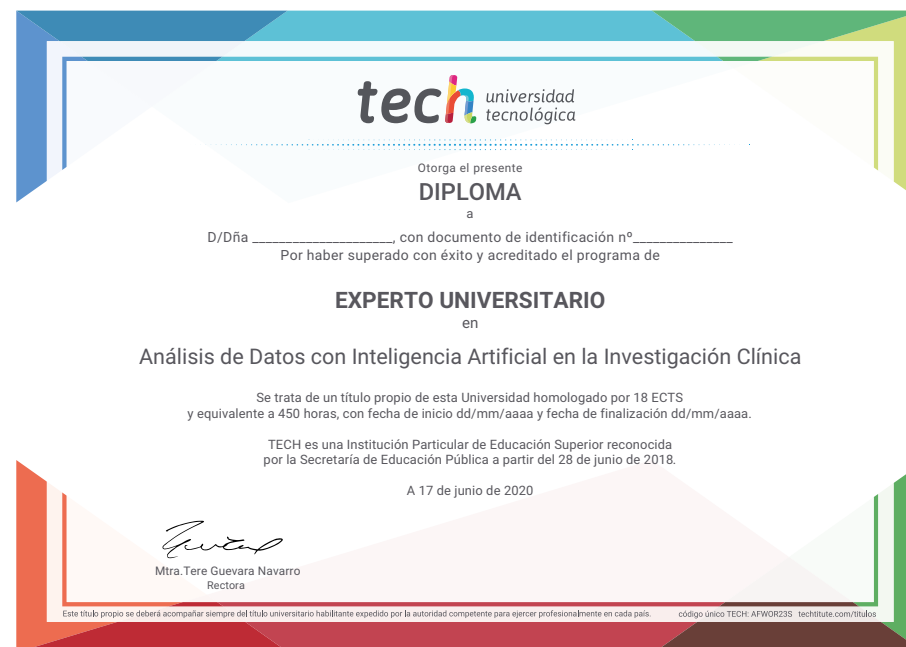 tech universidad
tecnológica
Otorga el presente
DIPLOMA
a
D/Dña ______________________, con documento de identificación nº________________
Por haber superado con éxito y acreditado el programa de
EXPERTO UNIVERSITARIO
en
Análisis de Datos con Inteligencia Artificial en la Investigación Clínica
Se trata de un título propio de esta Universidad homologado por 18 ECTS
y equivalente a 450 horas, con fecha de inicio dd/mm/aaaa y fecha de finalización dd/mm/aaaa.
TECH es una Institución Particular de Educación Superior reconocida
por la Secretaría de Educación Pública a partir del 28 de junio de 2018.
A 17 de junio de 2020
Mtra.Tere Guevara Navarro
Rectora
Este título propio se deberá acompañar siempre del título universitario habilitante expedido por la autoridad competente para ejercer profesionalmente en cada país. código único TECH: AFWOR23S techtitute.com/titulos